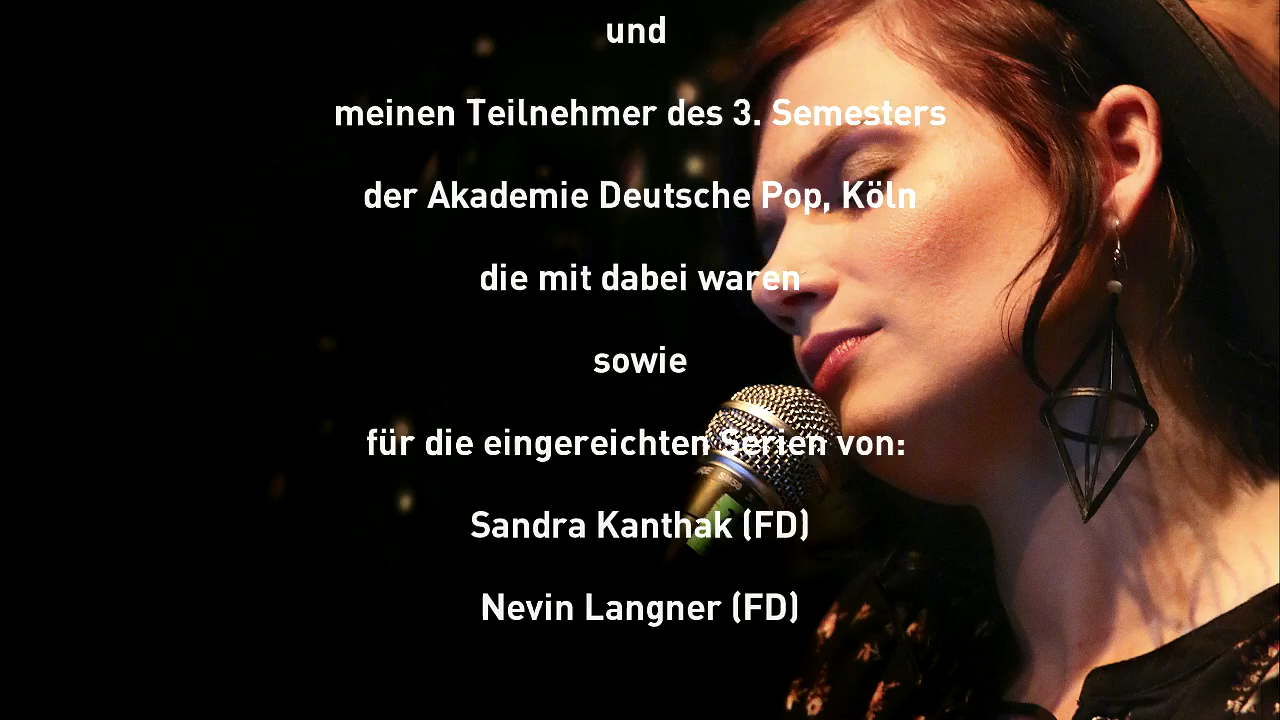 und
meinen Teilnehmer des 3. Semesters
der Akademie Deutsche Pop, Köln
die mit dabei waren
sowie
für die eingereichten Serien von:
Sandra Kanthak (FD)
Nevin Langner (FD)